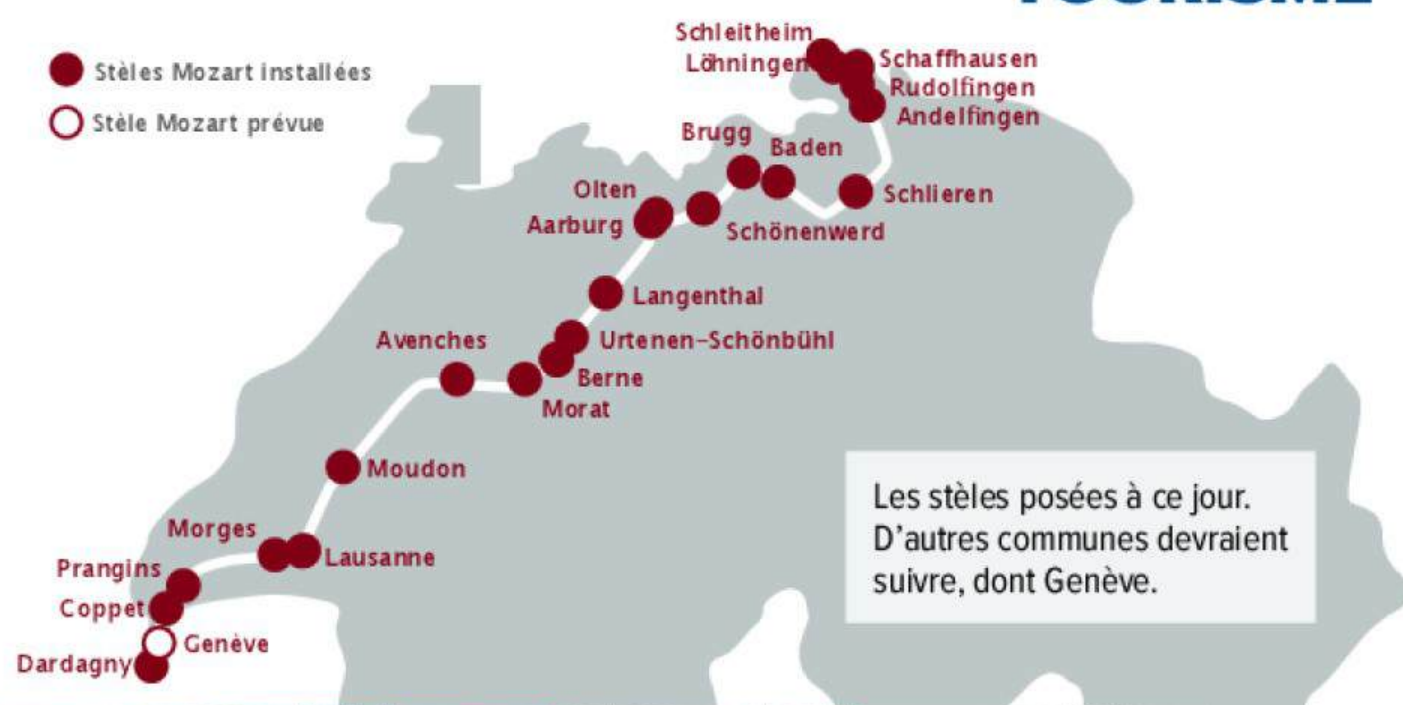 TOURISME
Stèles Mozart installées
Stèle Mozart prévue
Schleitheim
Löhningen
Schaffhausen
Rudolfingen
Andelfingen
Brugg
Baden
Schlieren
Olten
Aarburg
Schönenwerd
Langenthal
Urtenen-Schönbühl
Avenches
Berne
Morat
Moudon
Morges
Lausanne
Prangins
Coppet
Genève
Dardagny
Les stèles posées à ce jour.
D’autres communes devraient
suivre, dont Genève.